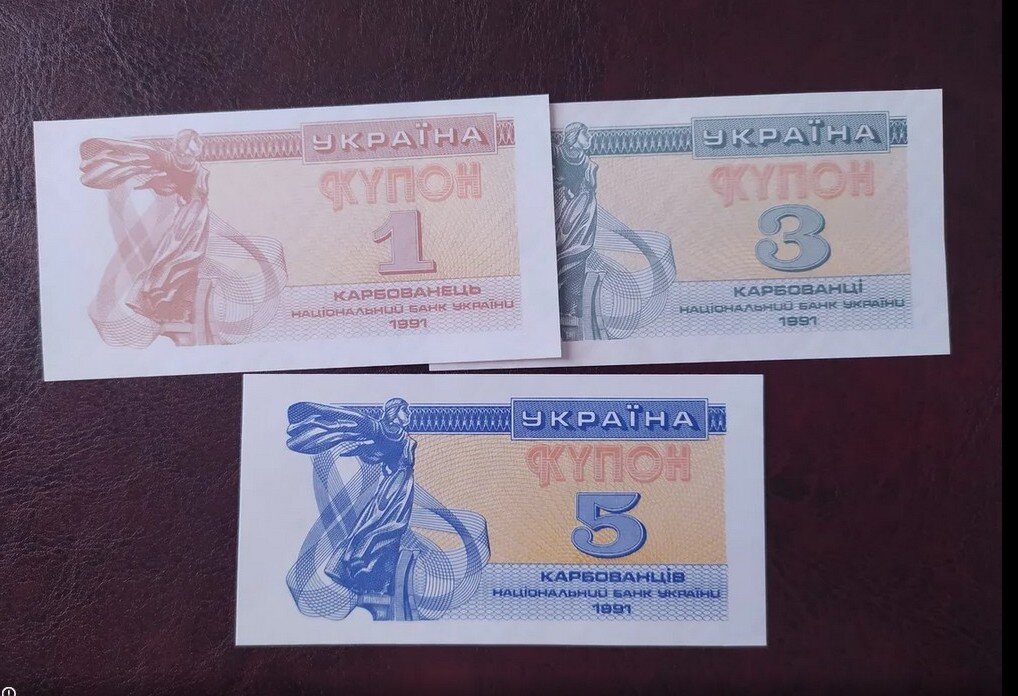 УКРАЇНА
КУПОН
1
КАРБОВАНЕЦЬ
НАЦІОНАЛЬНИЙ БАНК УКРАЇНИ
1991
УКРАЇНА
КУПОН
3
КАРБОВАНЦІ
НАЦІОНАЛЬНИЙ БАНК УКРАЇНИ
1991
УКРАЇНА
КУПОН
5
КАРБОВАНЦІВ
НАЦІОНАЛЬНИЙ БАНК УКРАЇНИ
1991